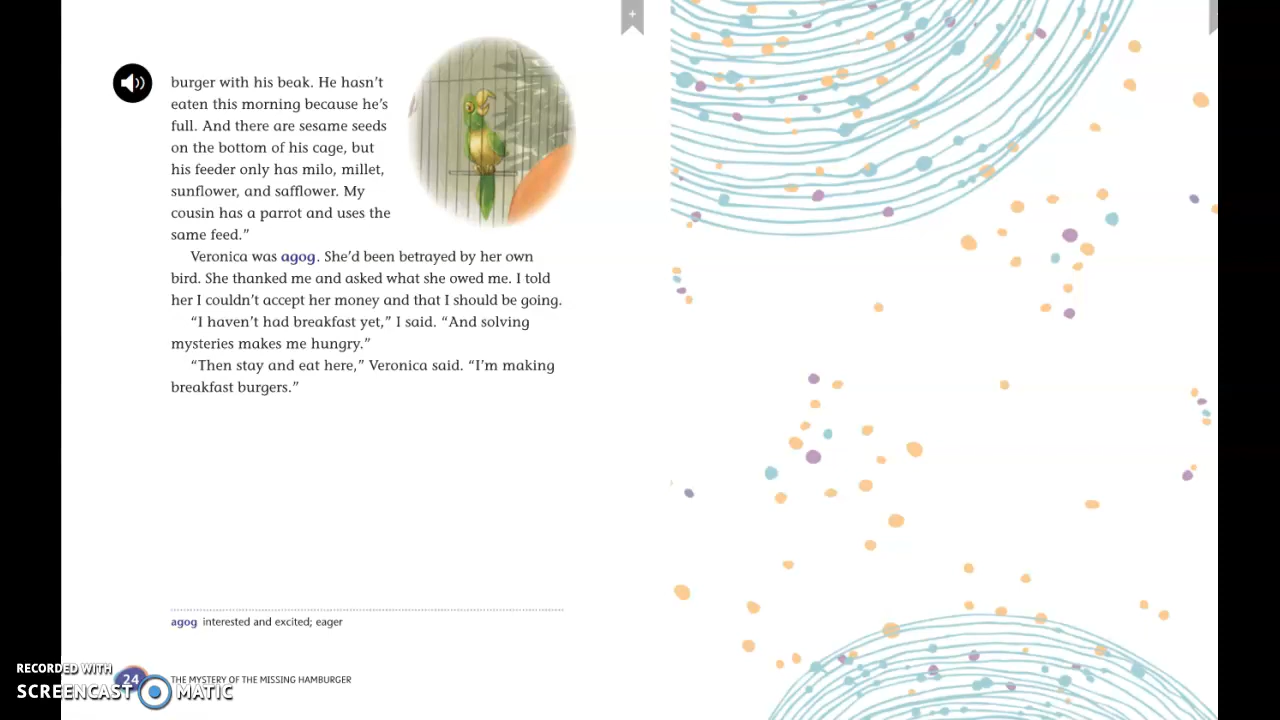 burger with his beak. He hasn't
eaten this morning because he's
full. And there are sesame seeds
on the bottom of his cage, but
his feeder only has milo, millet,
sunflower, and safflower. My
cousin has a parrot and uses the
same feed."
Veronica was agog. She'd been betrayed by her own
bird. She thanked me and asked what she owed me. I told
her I couldn't accept her money and that I should be going.
"I haven't had breakfast yet," I said. "And solving
mysteries makes me hungry."
"Then stay and eat here," Veronica said. "I'm making
breakfast burgers."
agog interested and excited; eager
24 THE MYSTERY OF THE MISSING HAMBURGER
RECORDED WITH
SCREENCAST MATIC